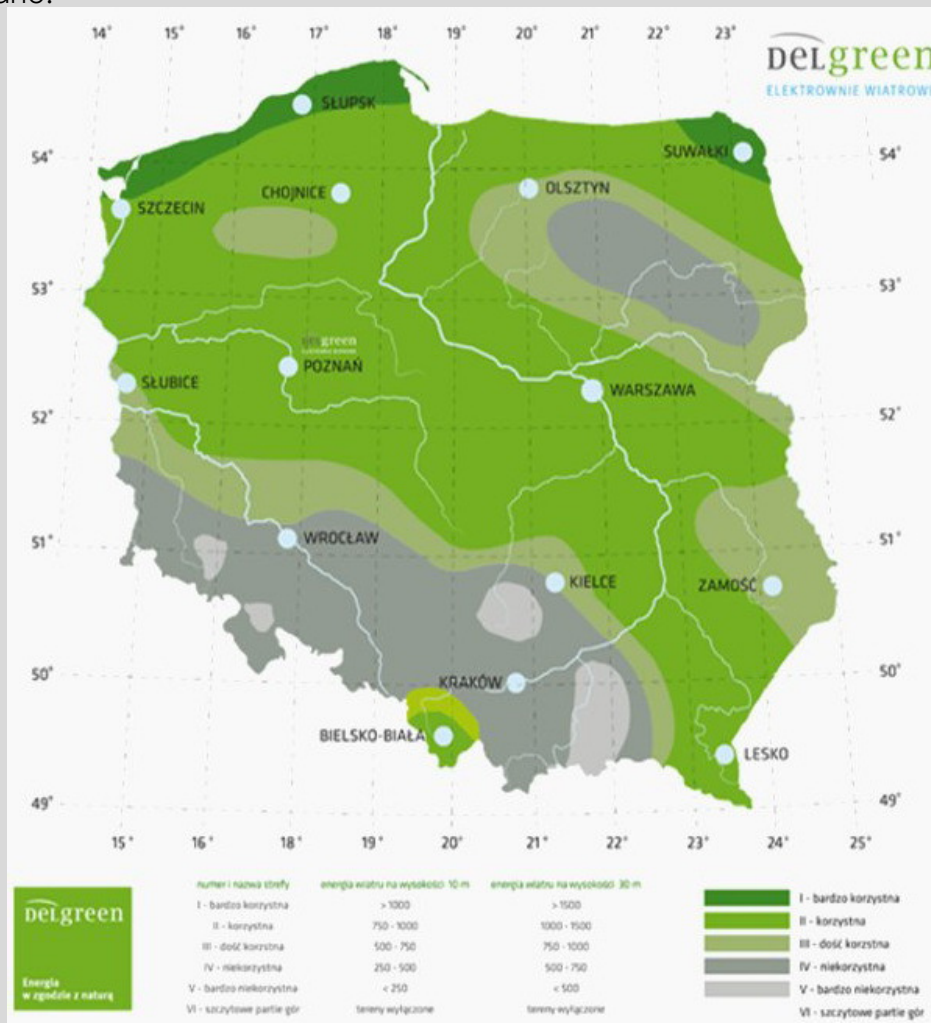 14° 15° 16° 17° 18° 19° 20° 21° 22° 23°
DELgreen
ELEKTROWNIE WIATROW
SŁUPSK
54° SUWAŁKI 54°
CHOJNICE OLSZTYN
SZCZECIN
53° 53°
DELgreen
POZNAŃ
SŁUBICE WARSZAWA
52° 52°
51° WROCŁAW 51°
KIELCE ZAMOŚĆ
50° KRAKÓW 50°
BIELSKO-BIAŁA LESKO
49° 49°
15° 16° 17° 18° 19° 20° 21° 22° 23° 24° 25°
numer i nazwa strefy energia wiatru na wysokości 10 m energia wiatru na wysokości 30 m
I - bardzo korzystna > 1000 > 1500
II - korzystna 750 - 1000 1000 - 1500
III - dość korzstna 500 - 750 750 - 1000
IV - niekorzystna 250 - 500 500 - 750
V - bardzo niekorzystna < 250 < 500
VI - szczytowe partie gór tereny wyłączone tereny wyłączone
DELgreen
Energia
w zgodzie z naturą
I - bardzo korzystna
II - korzystna
III - dość korzstna
IV - niekorzystna
V - bardzo niekorzystna
VI - szczytowe partie gór